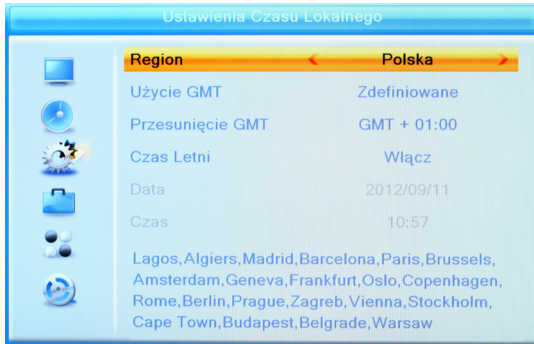 Ustawienia Czasu Lokalnego
Region Polska
Użycie GMT Zdefiniowane
Przesunięcie GMT GMT + 01:00
Czas Letni Włącz
Data 2012/09/11
Czas 10:57
Lagos,Algiers,Madrid,Barcelona,Paris,Brussels,
Amsterdam,Geneva,Frankfurt,Oslo,Copenhagen,
Rome,Berlin,Prague,Zagreb,Vienna,Stockholm,
Cape Town,Budapest,Belgrade,Warsaw